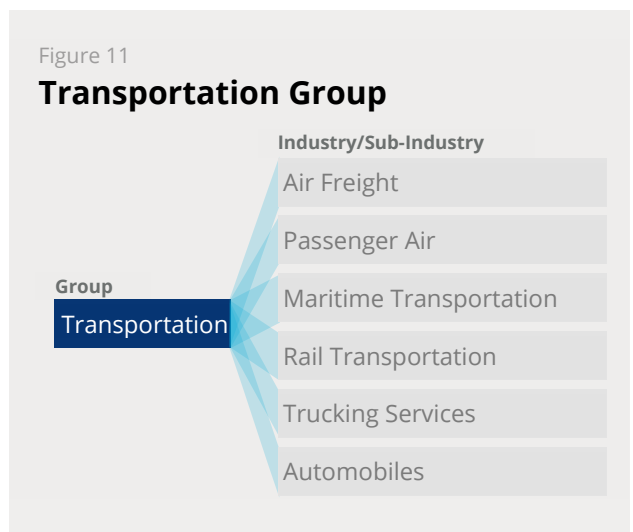 Figure 11
Transportation Group
Industry/Sub-Industry
Air Freight
Passenger Air
Group
Maritime Transportation
Transportation
Rail Transportation
Trucking Services
Automobiles